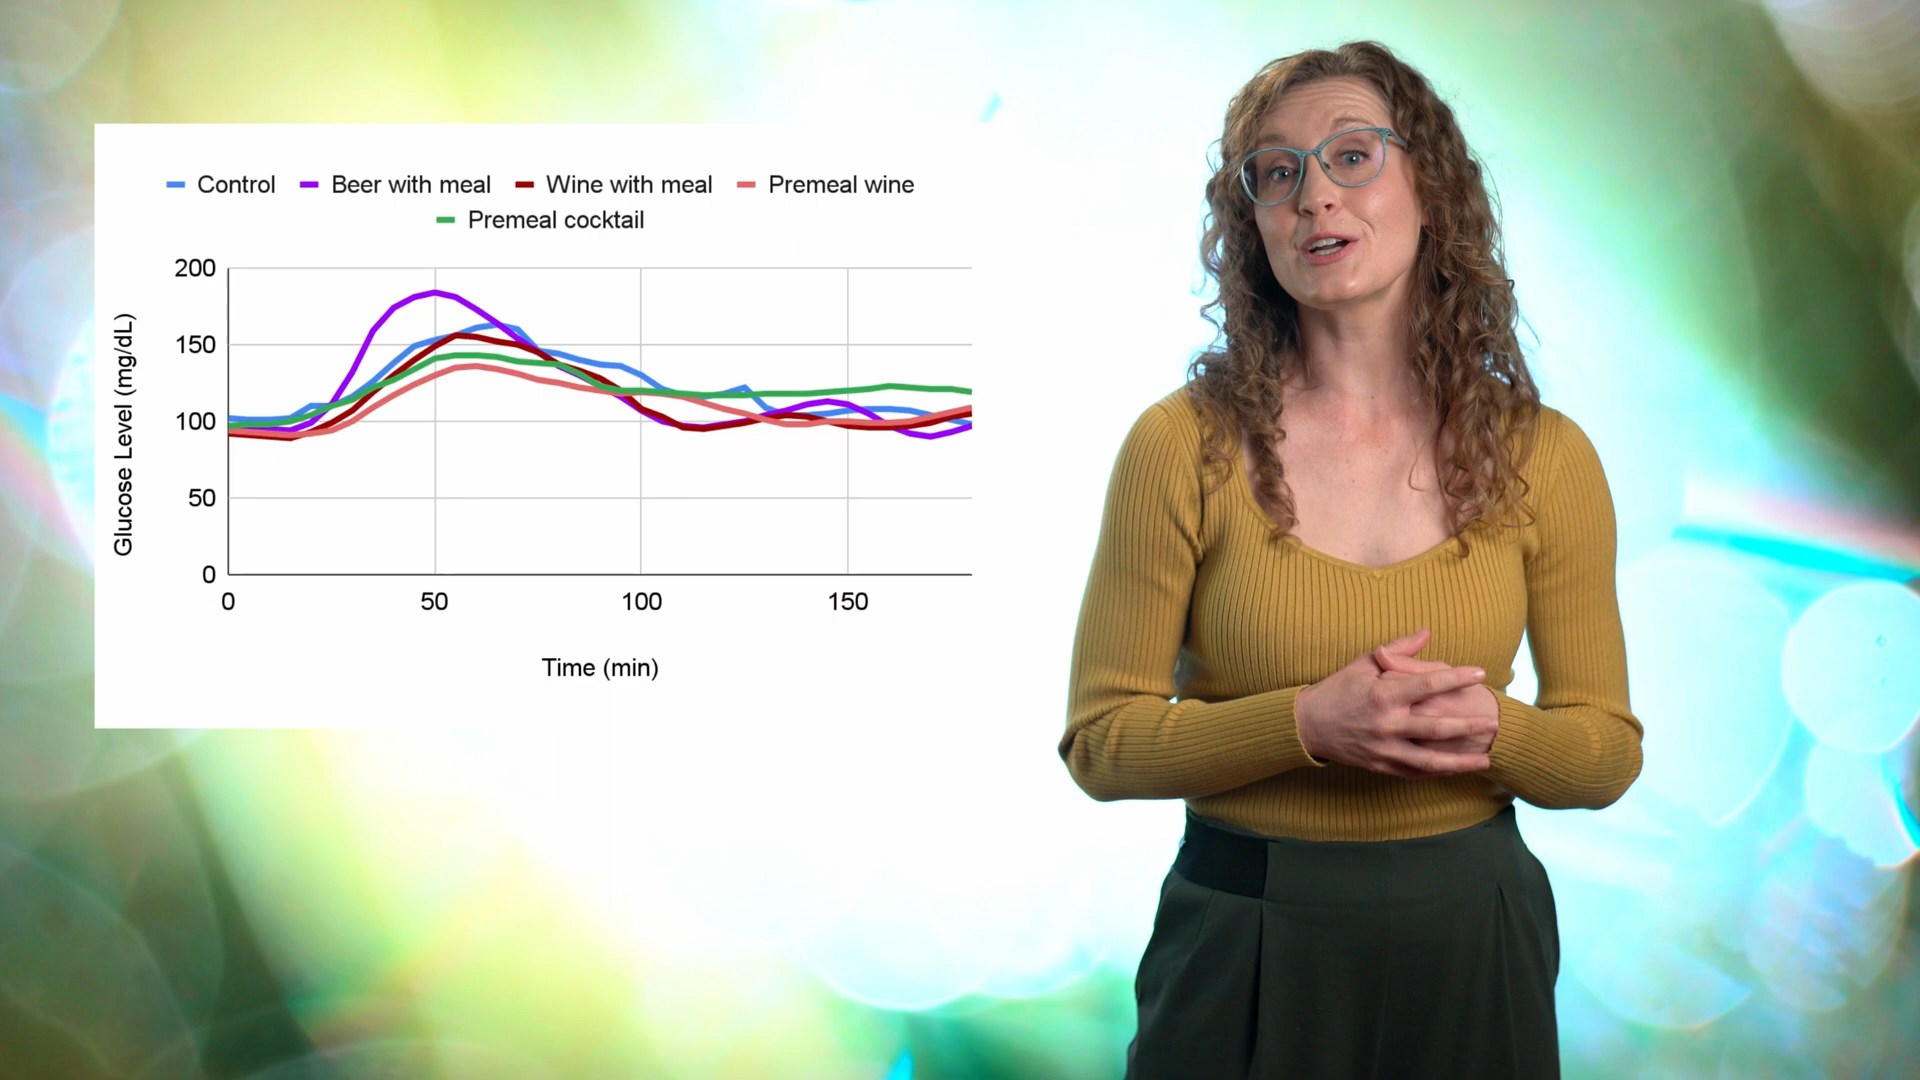 Control Beer with meal Wine with meal Premeal wine
Premeal cocktail
200
150
100
50
0
Glucose Level (mg/dL)
0 50 100 150
Time (min)